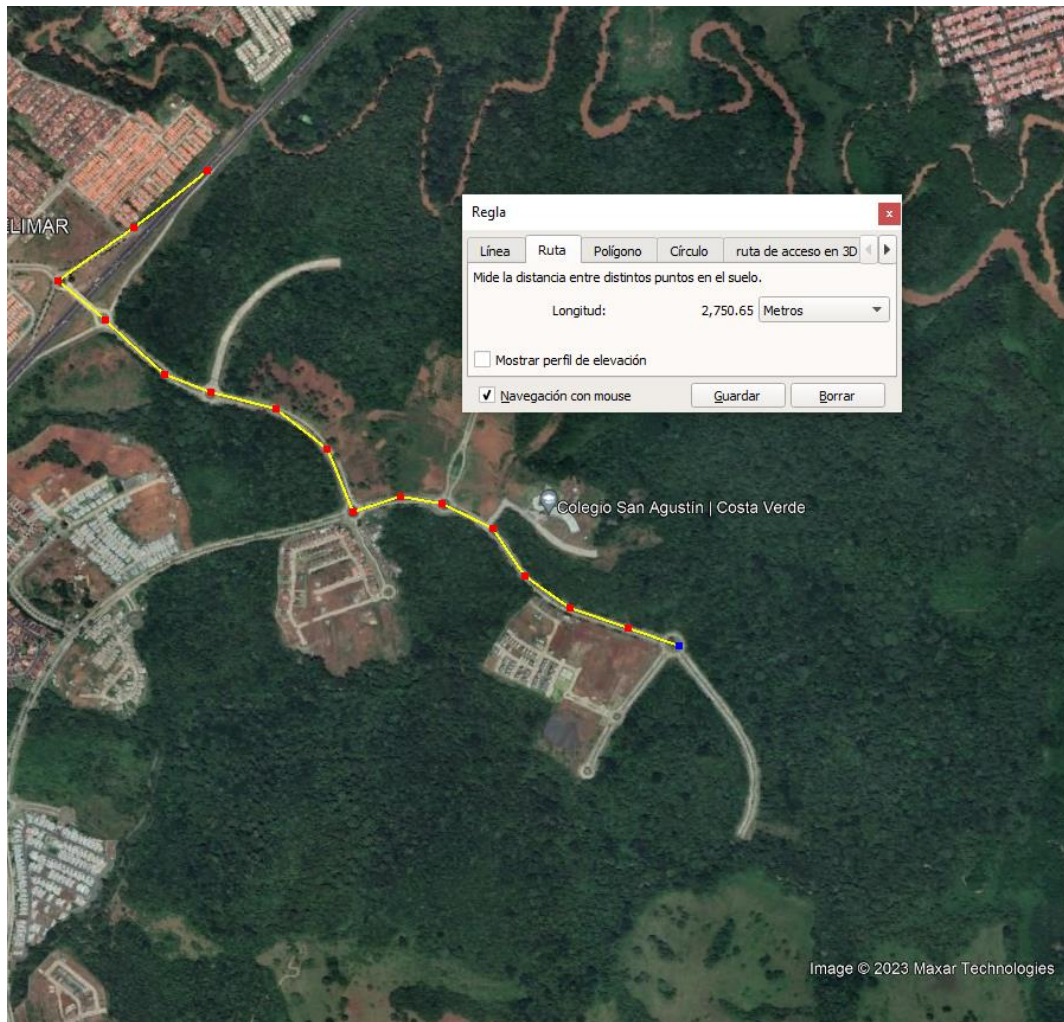 Regla
x
Línea Ruta Polígono Círculo ruta de acceso en 3D
Mide la distancia entre distintos puntos en el suelo.
Longitud: 2,750.65 Metros
Mostrar perfil de elevación
Navegación con mouse Guardar Borrar
ELIMAR
Colegio San Agustín | Costa Verde
Image © 2023 Maxar Technologies